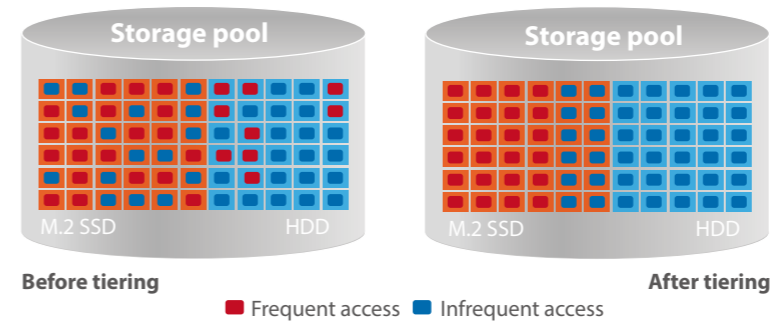 Storage pool
M.2 SSD
HDD
Before tiering
Storage pool
M.2 SSD
HDD
After tiering
Frequent access
Infrequent access